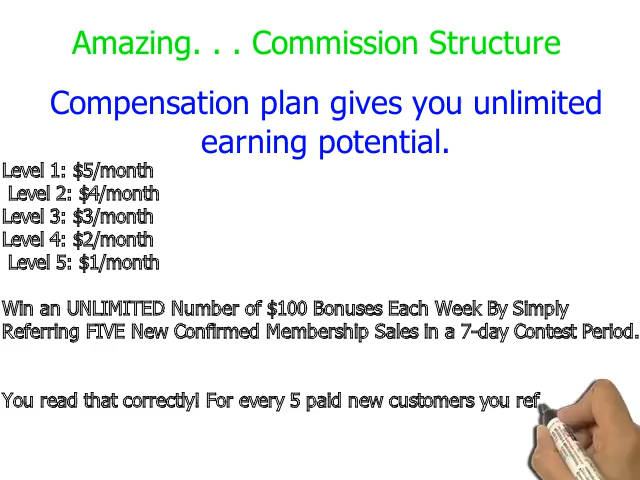 Amazing. . . Commission Structure
Compensation plan gives you unlimited
earning potential.
Level 1: $5/month
Level 2: $4/month
Level 3: $3/month
Level 4: $2/month
Level 5: $1/month
Win an UNLIMITED Number of $100 Bonuses Each Week By Simply
Referring FIVE New Confirmed Membership Sales in a 7-day Contest Period.
You read that correctly! For every 5 paid new customers you ref